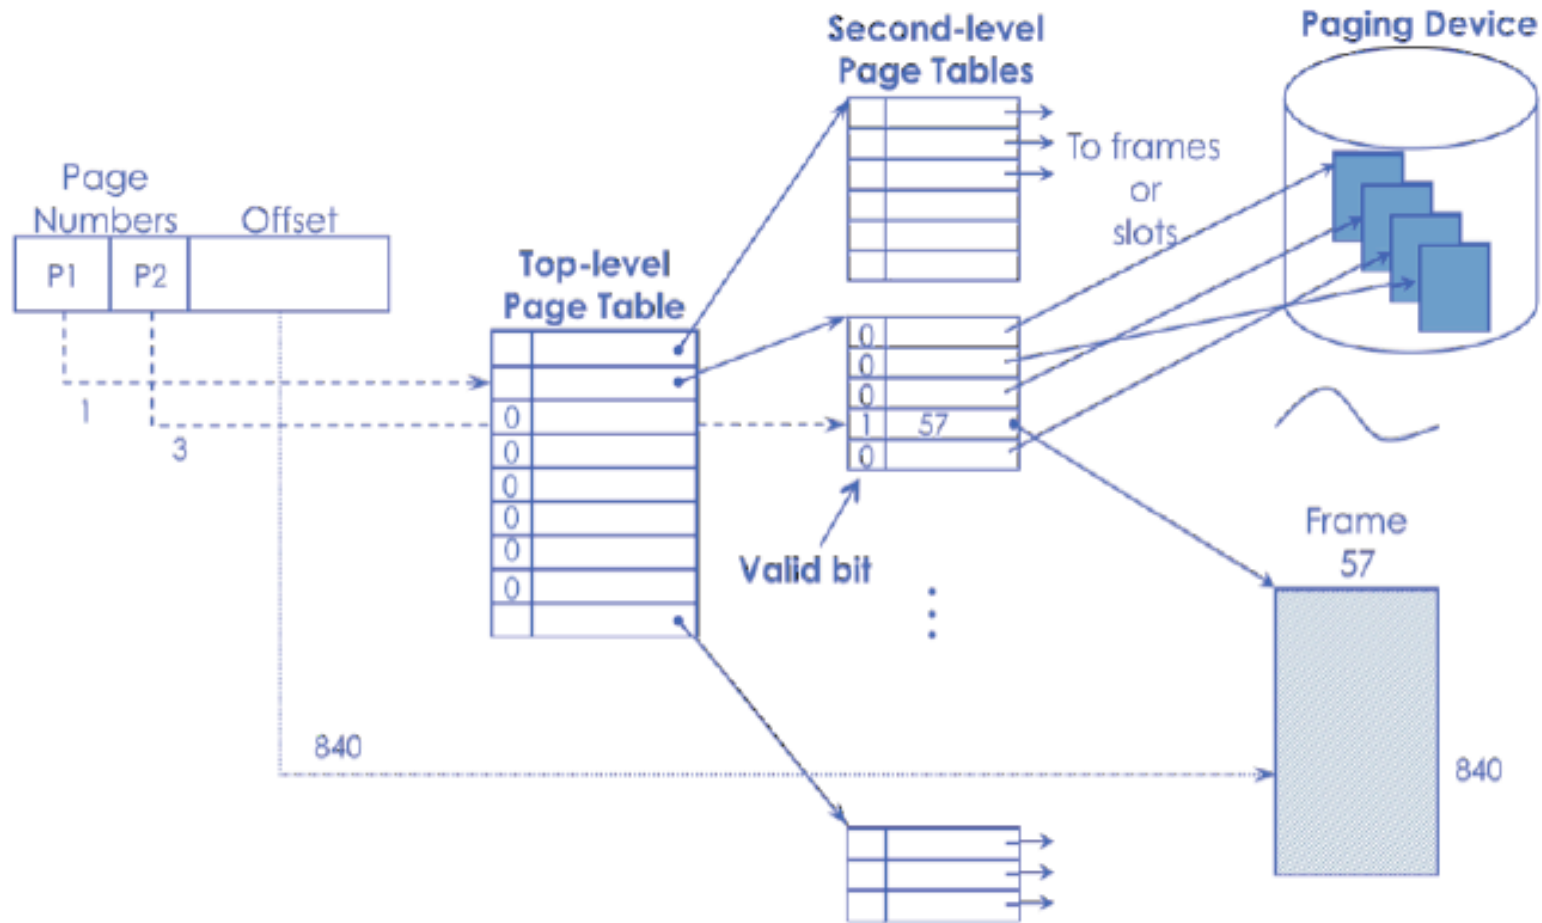 Second-level
Page Tables
Paging Device
To frames
or
slots
Page
Numbers
Offset
P1
P2
Top-level
Page Table
1
3
0
0
0
0
0
0
0
0
0
1
57
0
Valid bit
Frame
57
840
840